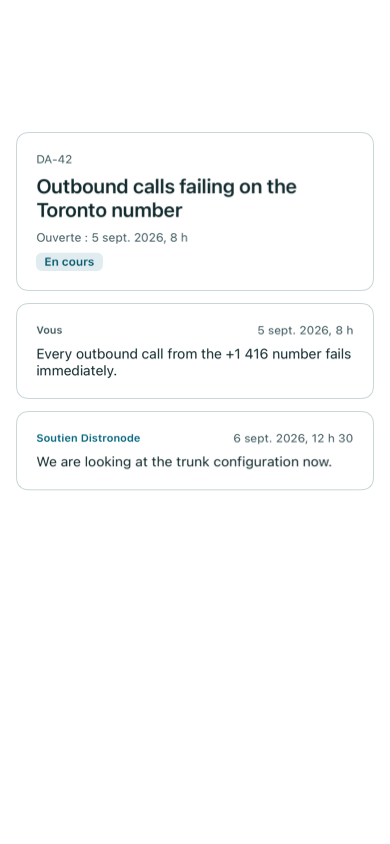 DA-42
Outbound calls failing on the
Toronto number
Ouverte : 5 sept. 2026, 8 h
En cours
Vous
5 sept. 2026, 8 h
Every outbound call from the +1 416 number fails
immediately.
Soutien Distronode
6 sept. 2026, 12 h 30
We are looking at the trunk configuration now.